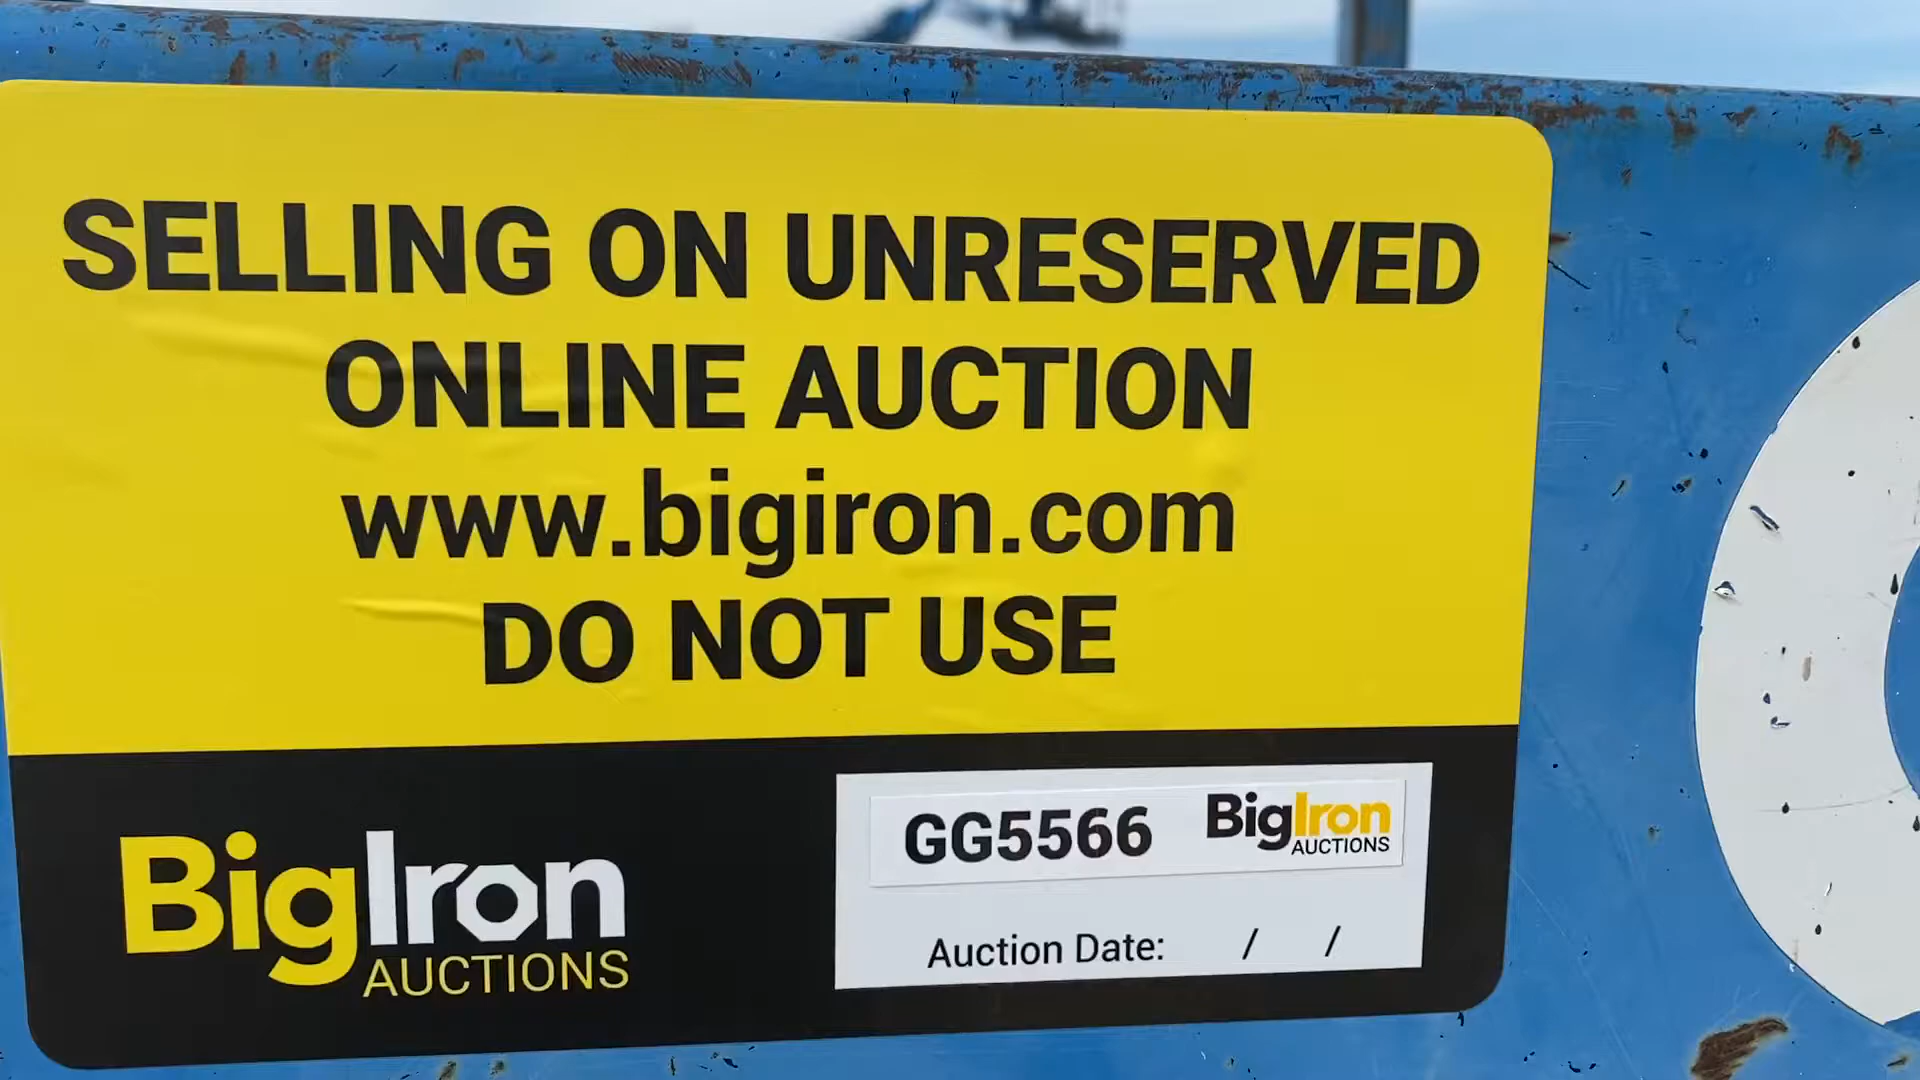 SELLING ON UNRESERVED
ONLINE AUCTION
www.bigiron.com
DO NOT USE
BigIron
AUCTIONS
GG5566 BigIron
AUCTIONS
Auction Date: / /